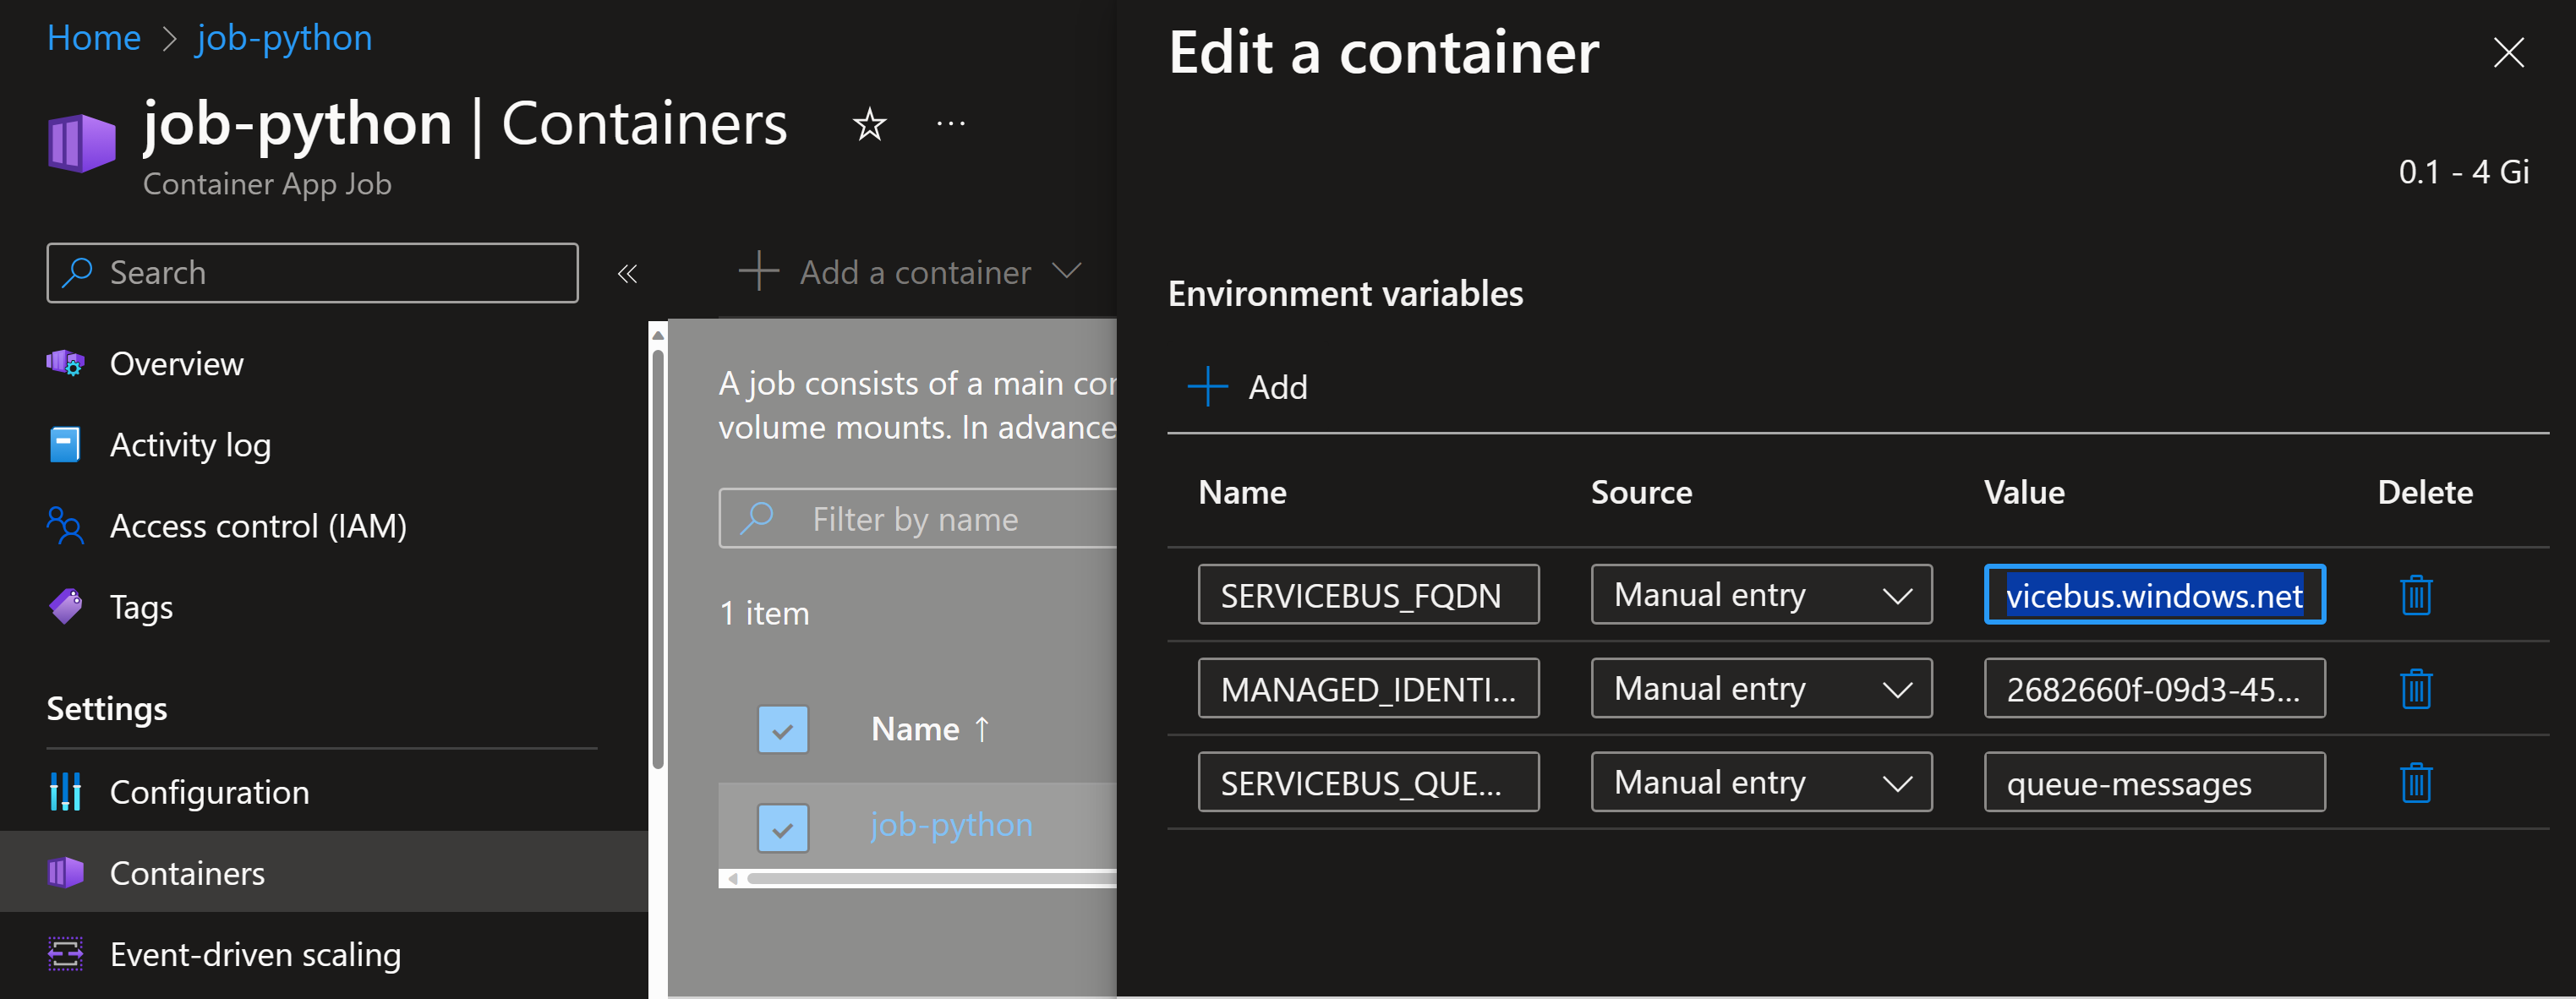 Home > job-python
job-python | Containers
Container App Job
Search
Overview
Activity log
Access control (IAM)
Tags
Settings
Configuration
Containers
Event-driven scaling
Add a container
A job consists of a main cor
volume mounts. In advance
Filter by name
1 item
Name ↑
job-python
Edit a container
0.1 - 4 Gi
Environment variables
Add
Name Source Value Delete
SERVICEBUS_FQDN Manual entry vicebus.windows.net
MANAGED_IDENTI... Manual entry 2682660f-09d3-45...
SERVICEBUS_QUE... Manual entry queue-messages